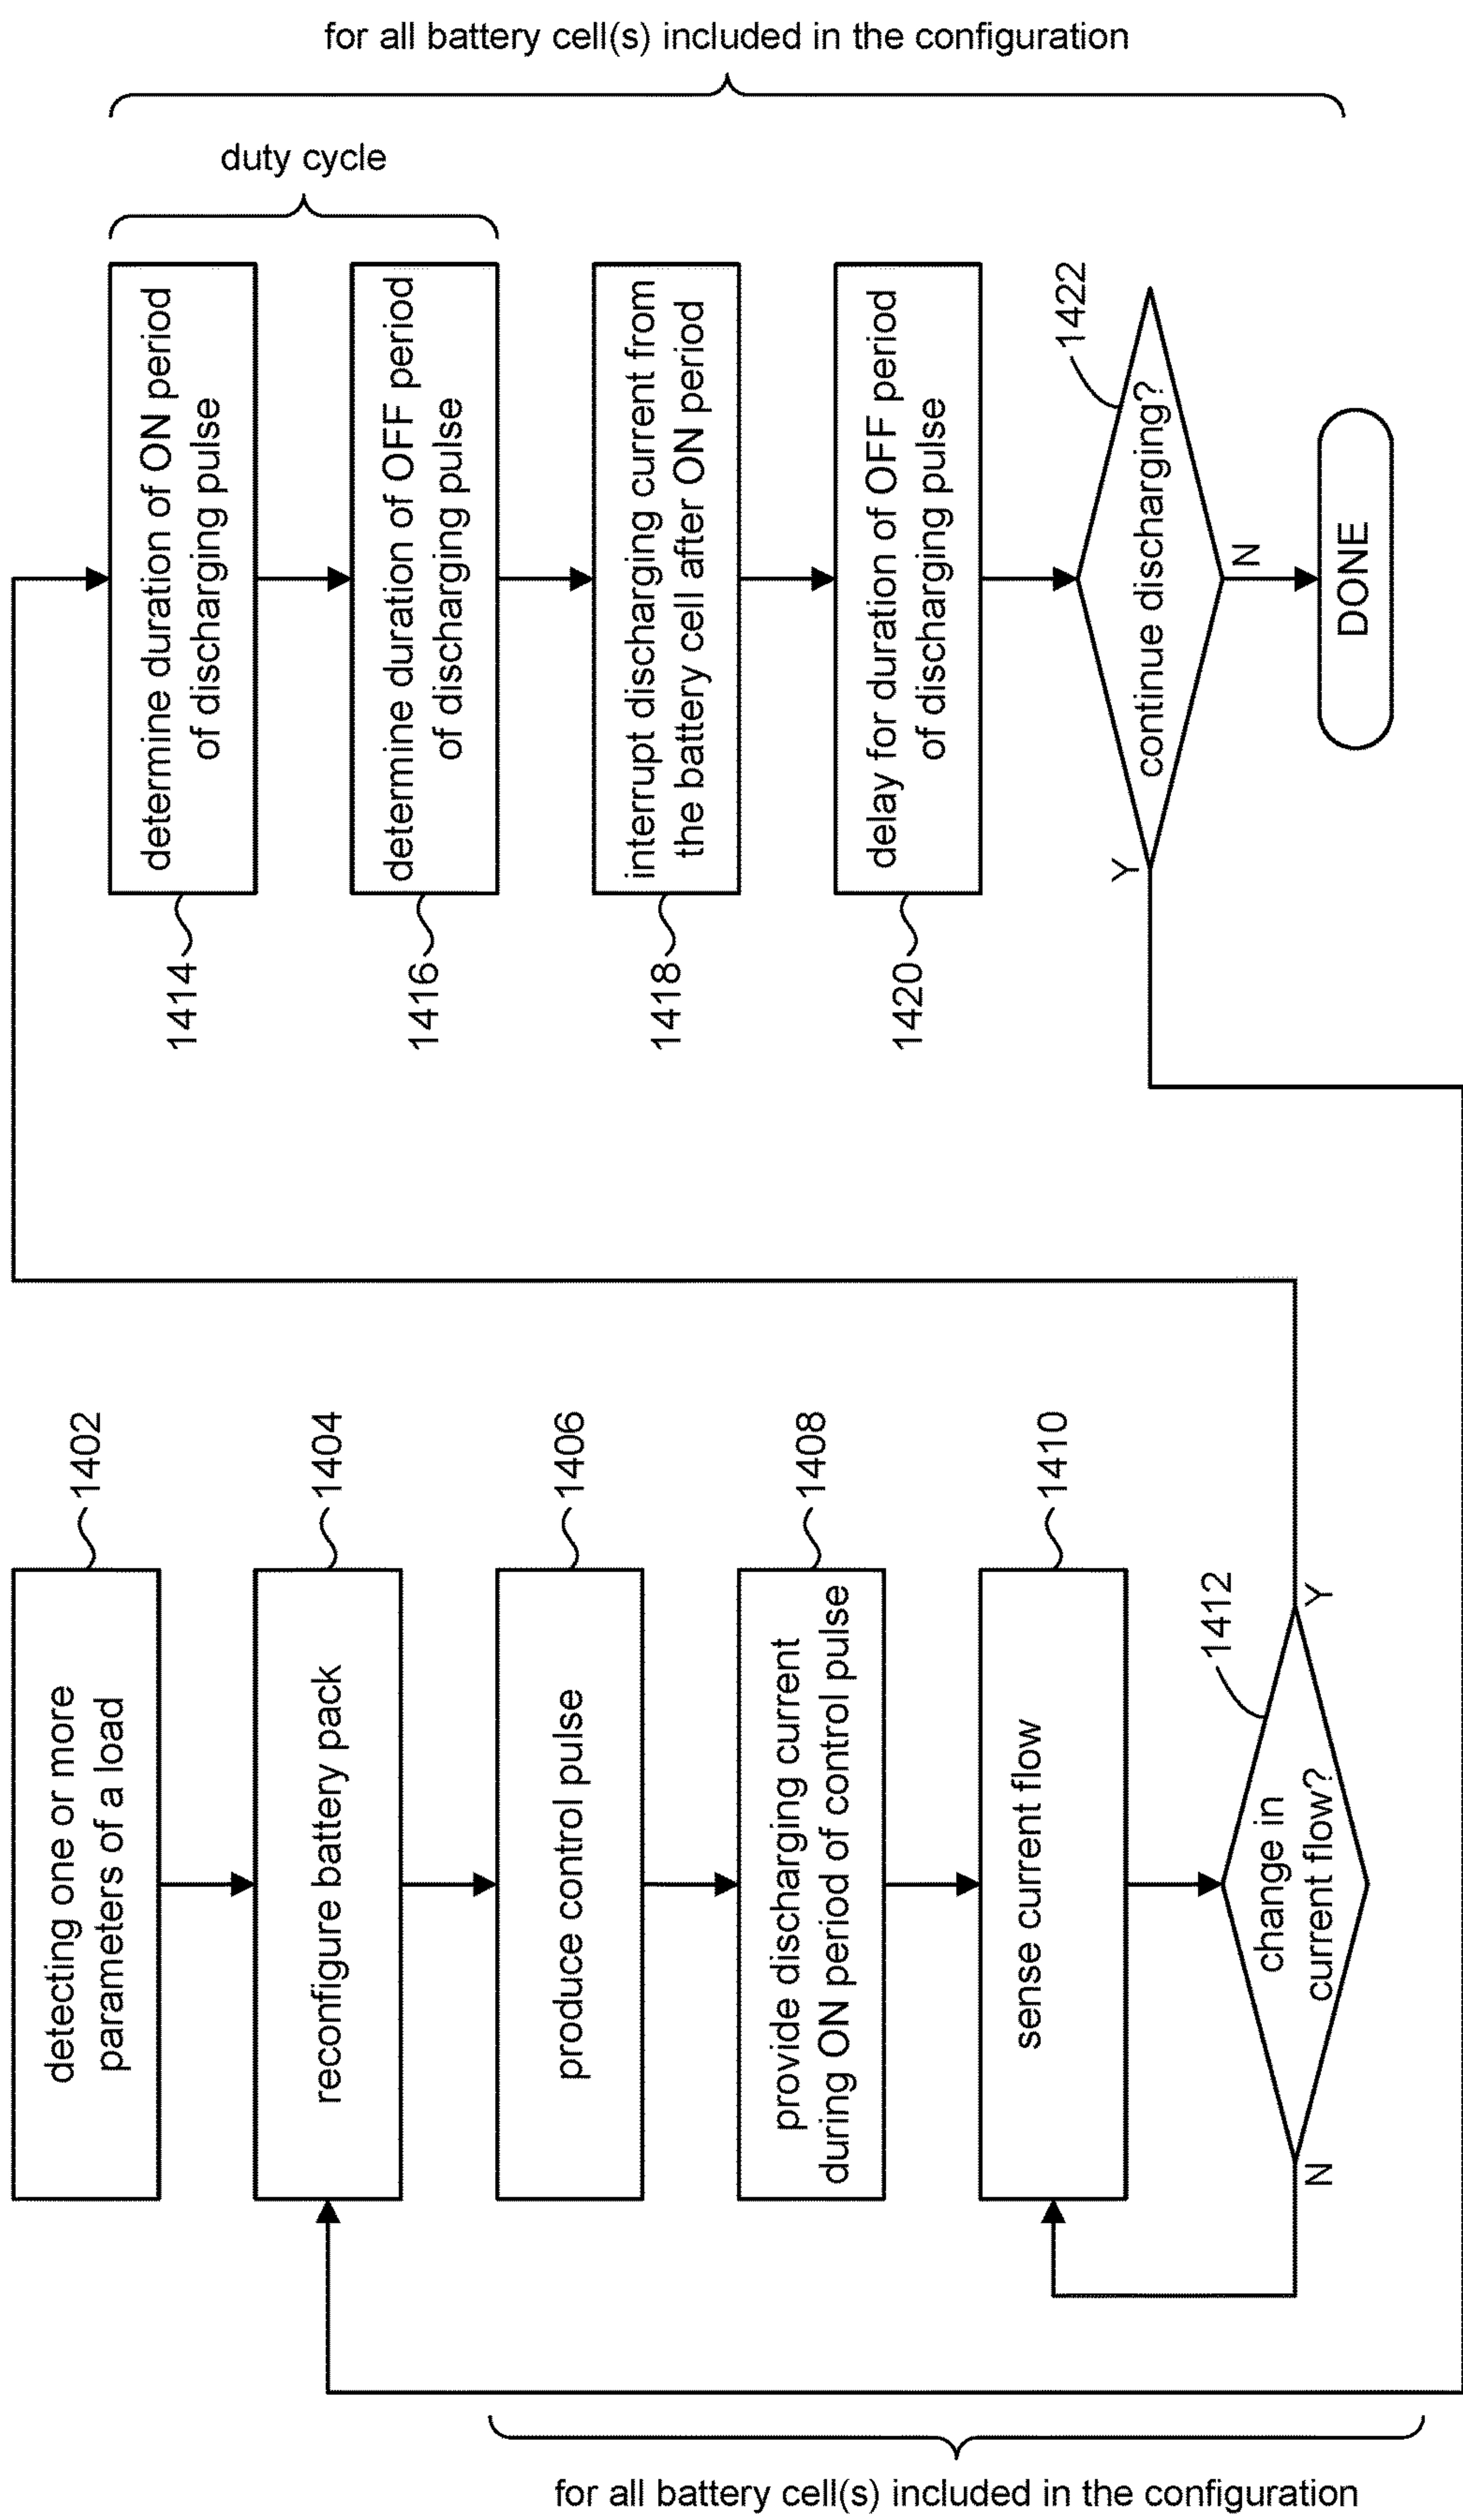 detecting one or more
parameters of a load
1402
reconfigure battery pack
1404
produce control pulse
1406
provide discharging current
during ON period of control pulse
1408
sense current flow
1410
change in
current flow?
1412
N
Y
for all battery cell(s) included in the configuration
determine duration of ON period
of discharging pulse
1414
determine duration of OFF period
of discharging pulse
1416
duty cycle
interrupt discharging current from
the battery cell after ON period
1418
delay for duration of OFF period
of discharging pulse
1420
continue discharging?
1422
Y
N
DONE
for all battery cell(s) included in the configuration